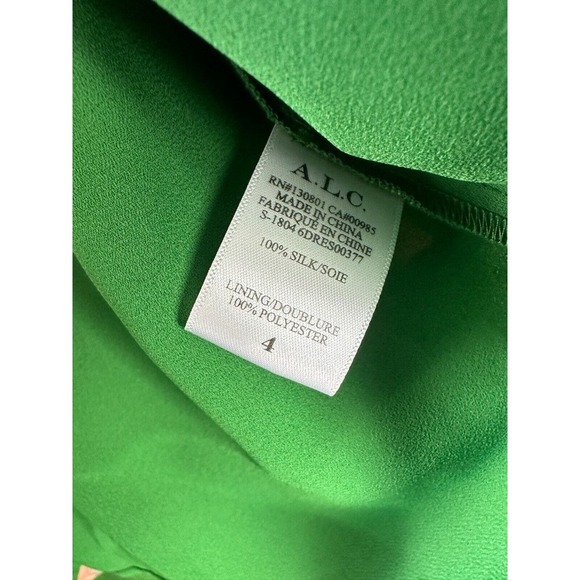 A.L.C.
RN#130801 CA#00985
MADE IN CHINA
FABRIQUÉ EN CHINE
S-1804 6DRES00377
100% SILK/SOIE
LINING/DOUBLURE
100% POLYESTER
4